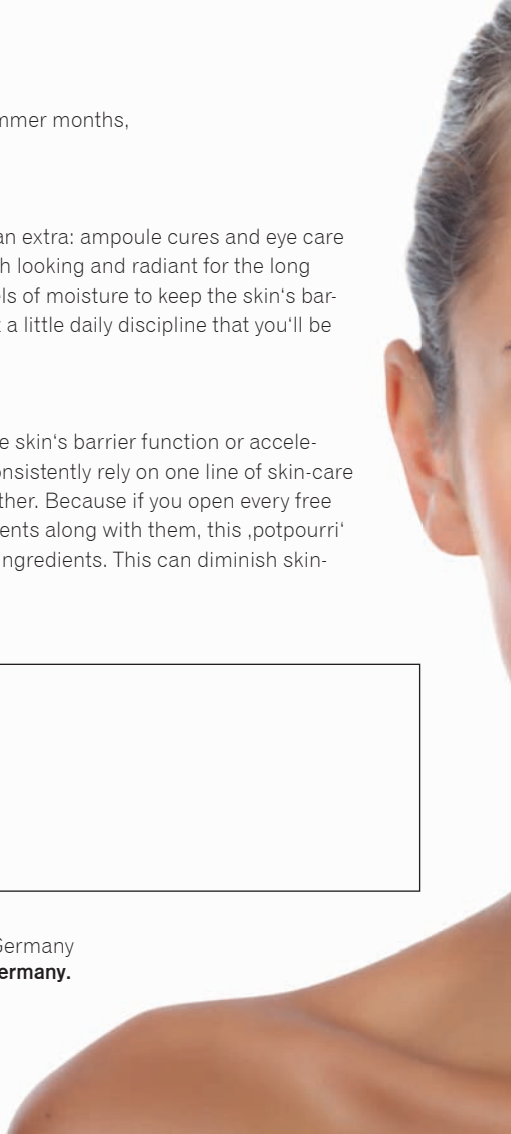 mmer months,
an extra: ampoule cures and eye care
h looking and radiant for the long
ls of moisture to keep the skin‘s bar-
t a little daily discipline that you‘ll be
e skin‘s barrier function or accele-
onsistently rely on one line of skin-care
ther. Because if you open every free
ents along with them, this ‚potpourri‘
ngredients. This can diminish skin-
Germany
ermany.